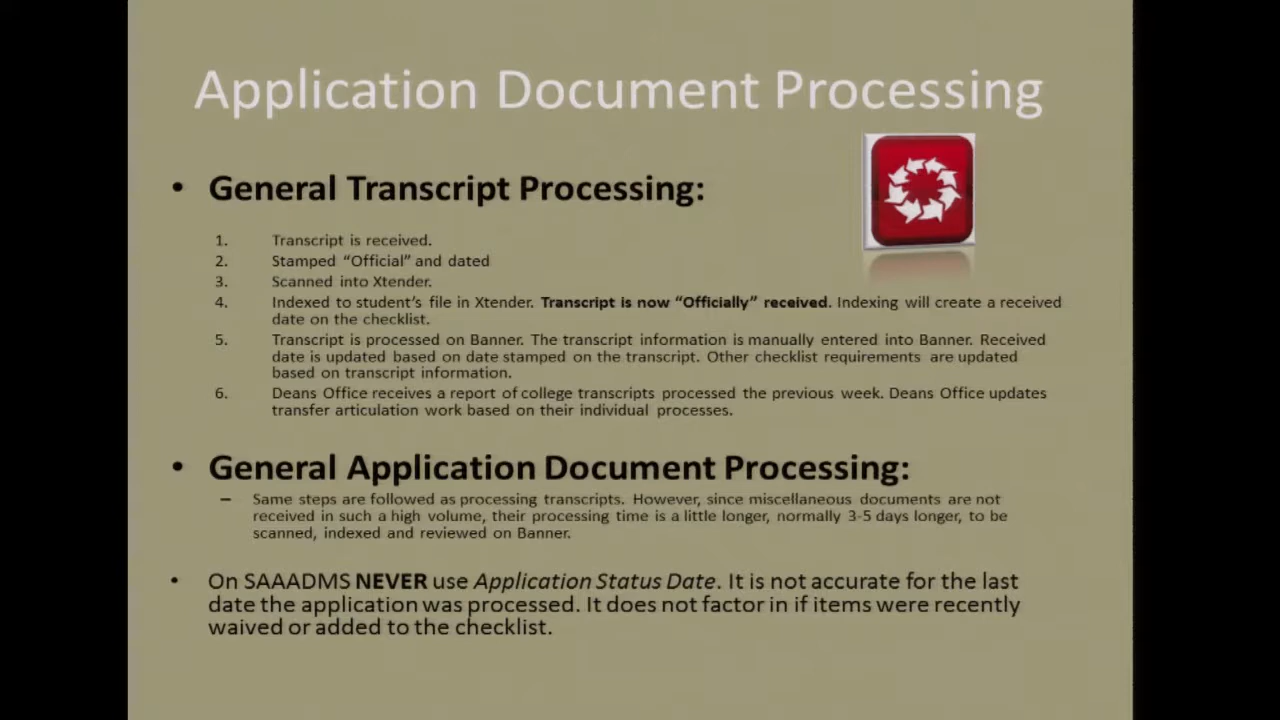 Application Document Processing
• General Transcript Processing:
1. Transcript is received.
2. Stamped “Official” and dated
3. Scanned into Xtender.
4. Indexed to student’s file in Xtender. Transcript is now “Officially” received. Indexing will create a received
date on the checklist.
5. Transcript is processed on Banner. The transcript information is manually entered into Banner. Received
date is updated based on date stamped on the transcript. Other checklist requirements are updated
based on transcript information.
6. Deans Office receives a report of college transcripts processed the previous week. Deans Office updates
transfer articulation work based on their individual processes.
• General Application Document Processing:
– Same steps are followed as processing transcripts. However, since miscellaneous documents are not
received in such a high volume, their processing time is a little longer, normally 3-5 days longer, to be
scanned, indexed and reviewed on Banner.
• On SAAADMS NEVER use Application Status Date. It is not accurate for the last
date the application was processed. It does not factor in if items were recently
waived or added to the checklist.